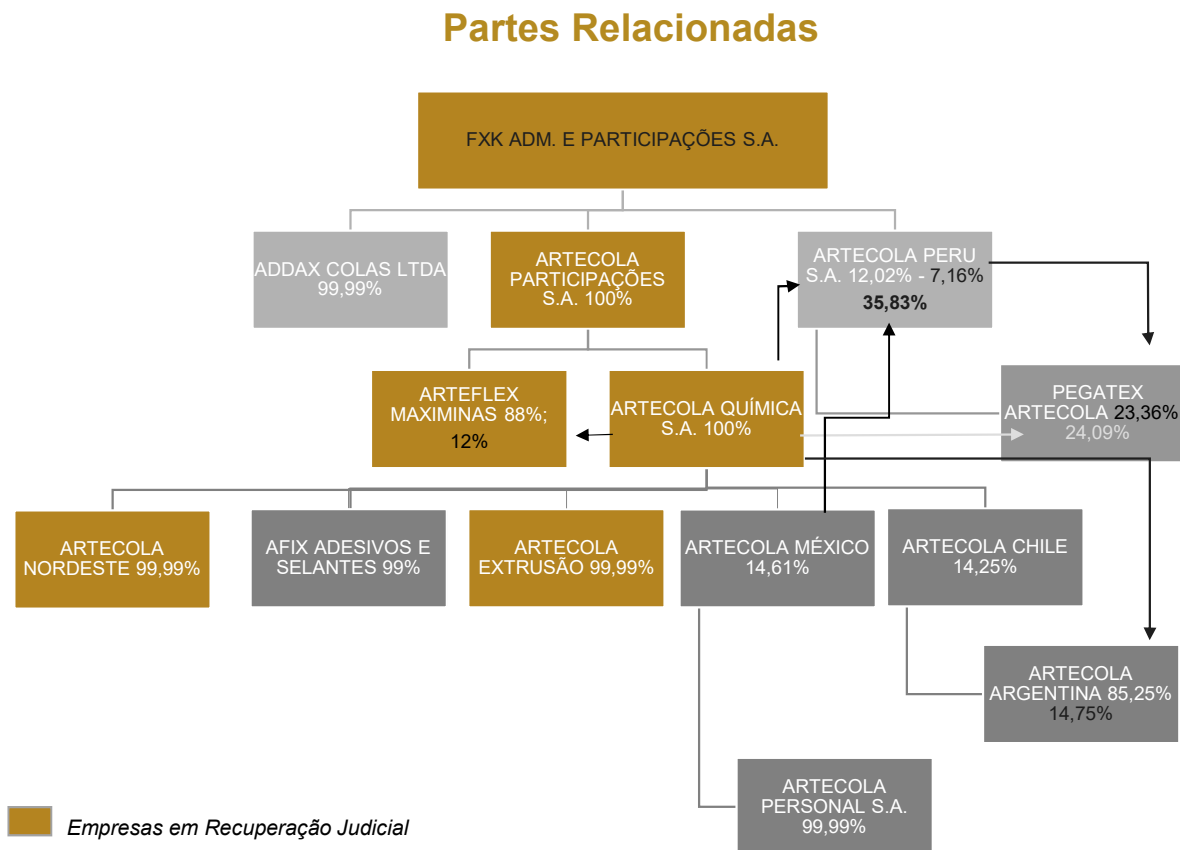 Partes Relacionadas
FXK ADM. E PARTICIPAÇÕES S.A.
ADDAX COLAS LTDA
99,99%
ARTECOLA
PARTICIPAÇÕES
S.A. 100%
ARTECOLA PERU
S.A. 12,02% - 7,16%
35,83%
ARTEFLEX
MAXIMINAS 88%;
12%
ARTECOLA QUÍMICA
S.A. 100%
PEGATEX
ARTECOLA 23,36%
24,09%
ARTECOLA
NORDESTE 99,99%
AFIX ADESIVOS E
SELANTES 99%
ARTECOLA
EXTRUSÃO 99,99%
ARTECOLA MÉXICO
14,61%
ARTECOLA CHILE
14,25%
ARTECOLA
ARGENTINA 85,25%
14,75%
ARTECOLA
PERSONAL S.A.
99,99%
Empresas em Recuperação Judicial